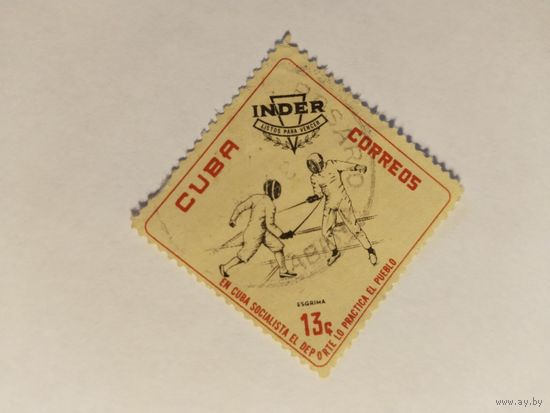 INDER
LISTOS PARA VENCER
CUBA
CORREOS
ESGRIMA
13c
EN CUBA SOCIALISTA EL DEPORTE LO PRACTICA EL PUEBLO
www.ay.by